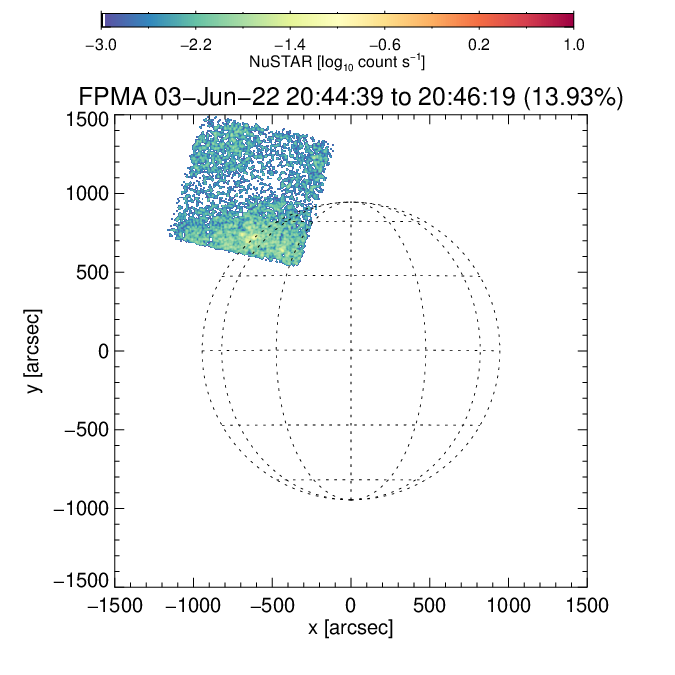 −3.0 −2.2 −1.4 −0.6 0.2 1.0
NuSTAR [log₁₀ count s⁻¹]
FPMA 03−Jun−22 20:44:39 to 20:46:19 (13.93%)
1500
1000
500
0
−500
−1000
−1500
y [arcsec]
−1500 −1000 −500 0 500 1000 1500
x [arcsec]